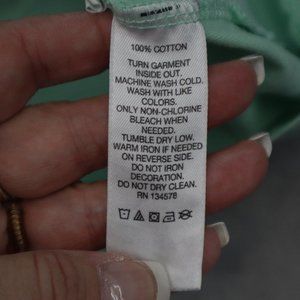 100% COTTON
TURN GARMENT
INSIDE OUT.
MACHINE WASH COLD.
WASH WITH LIKE
COLORS.
ONLY NON-CHLORINE
BLEACH WHEN
NEEDED.
TUMBLE DRY LOW.
WARM IRON IF NEEDED
ON REVERSE SIDE.
DO NOT IRON
DECORATION.
DO NOT DRY CLEAN.
RN 134578